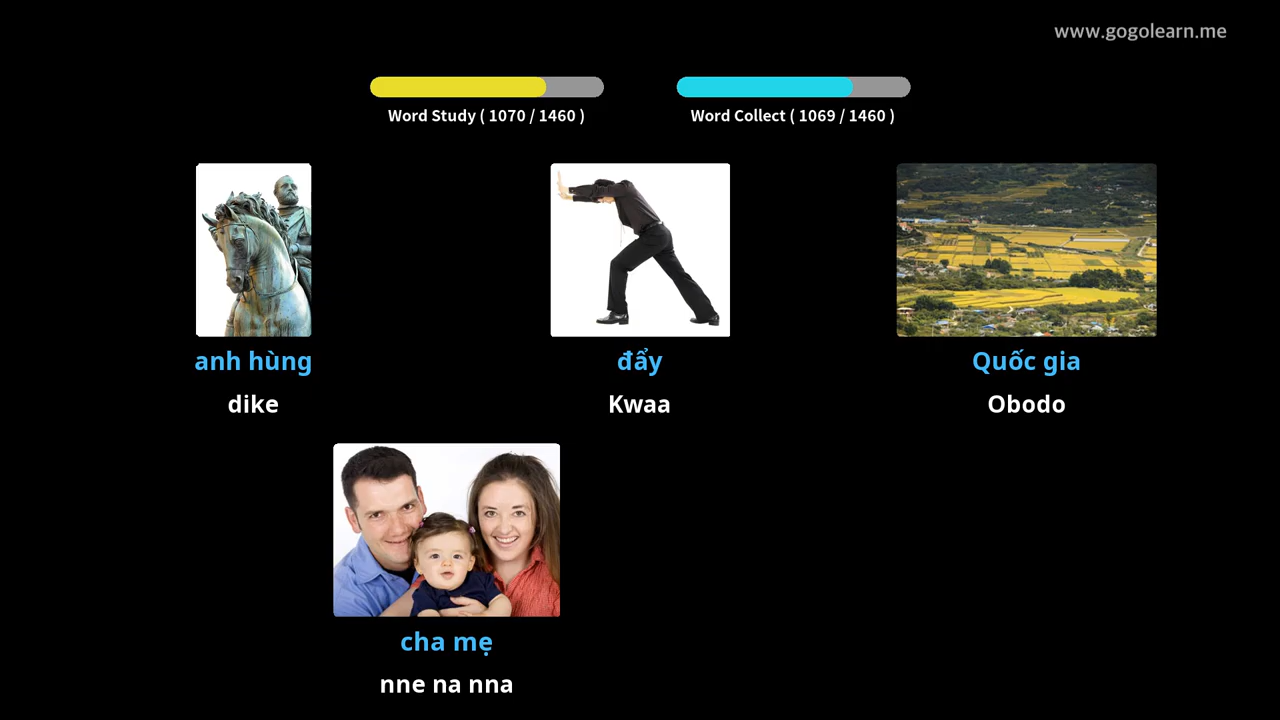 www.gogolearn.me
Word Study ( 1070 / 1460 )
Word Collect ( 1069 / 1460 )
anh hùng
dike
đẩy
Kwaa
Quốc gia
Obodo
cha mẹ
nne na nna